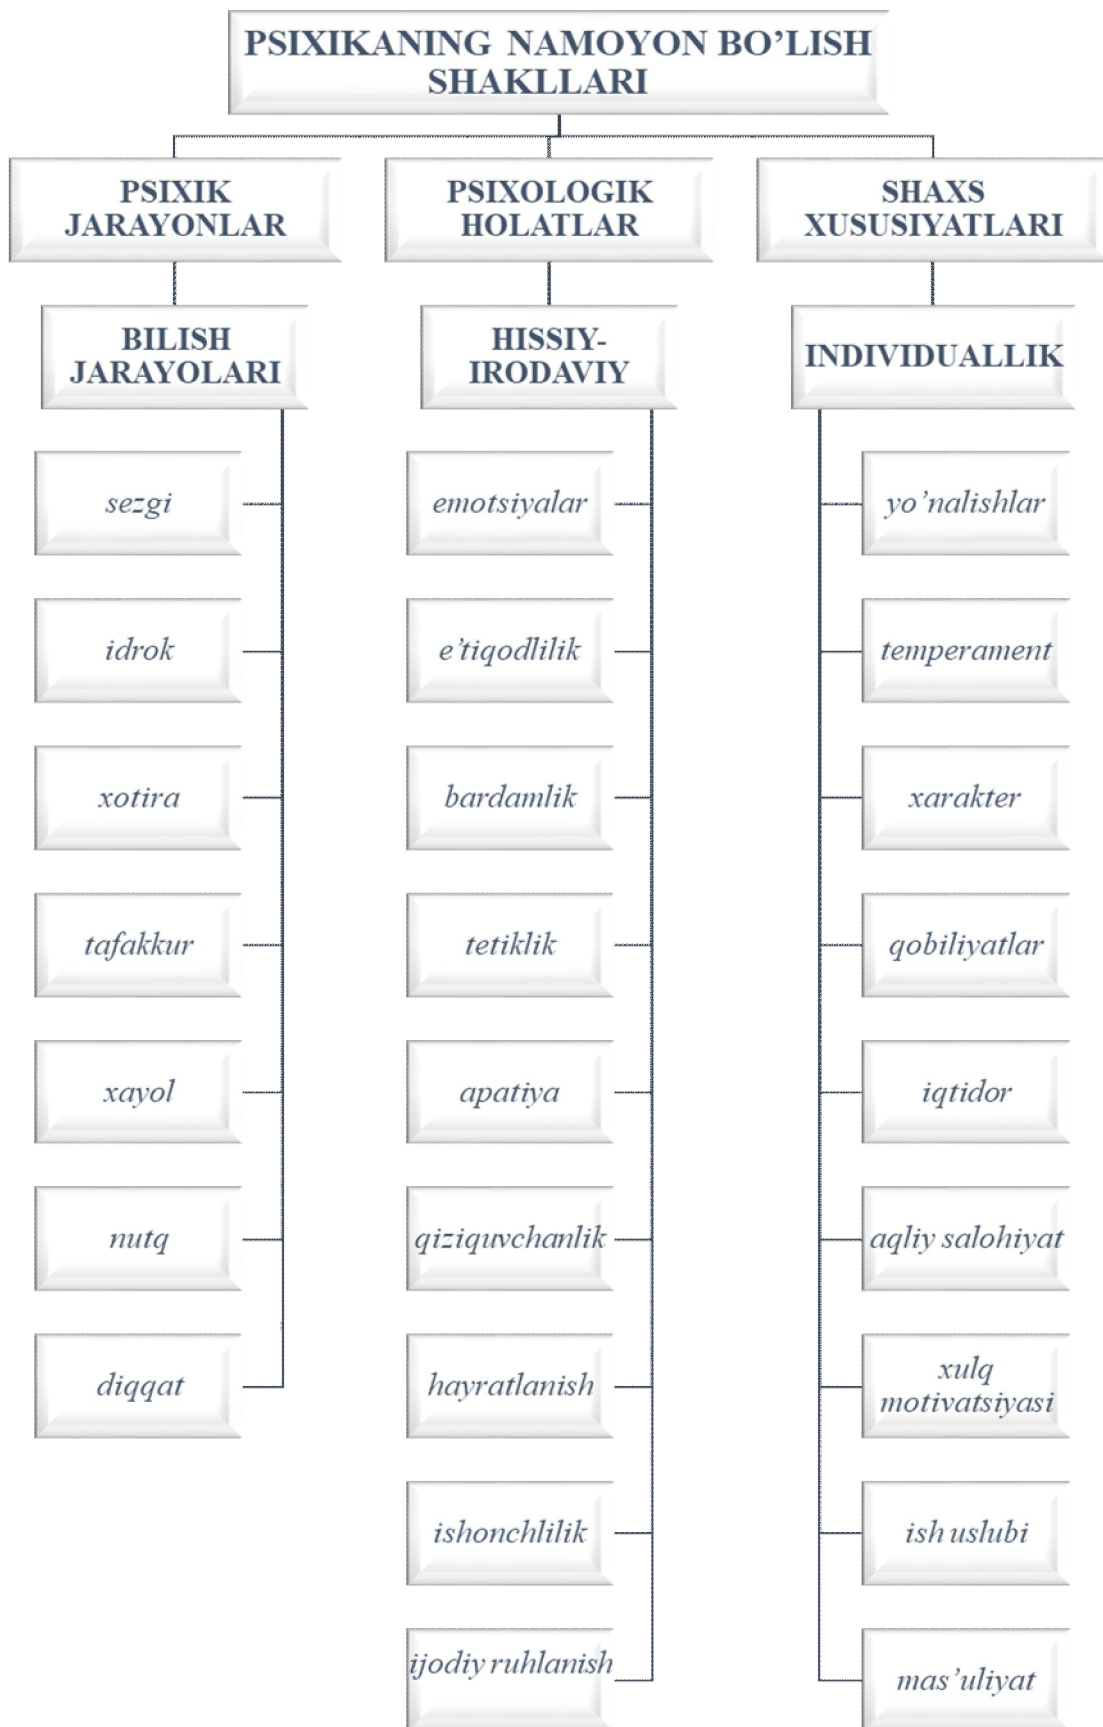 PSIXIKANING NAMOYON BO’LISH
SHAKLLARI
PSIXIK
JARAYONLAR
BILISH
JARAYOLARI
sezgi
idrok
xotira
tafakkur
xayol
nutq
diqqat
PSIXOLOGIK
HOLATLAR
HISSIY-
IRODAVIY
emotsiyalar
e’tiqodlilik
bardamlik
tetiklik
apatiya
qiziquvchanlik
hayratlanish
ishonchlilik
ijodiy ruhlanish
SHAXS
XUSUSIYATLARI
INDIVIDUALLIK
yo’nalishlar
temperament
xarakter
qobiliyatlar
iqtidor
aqliy salohiyat
xulq
motivatsiyasi
ish uslubi
mas’uliyat